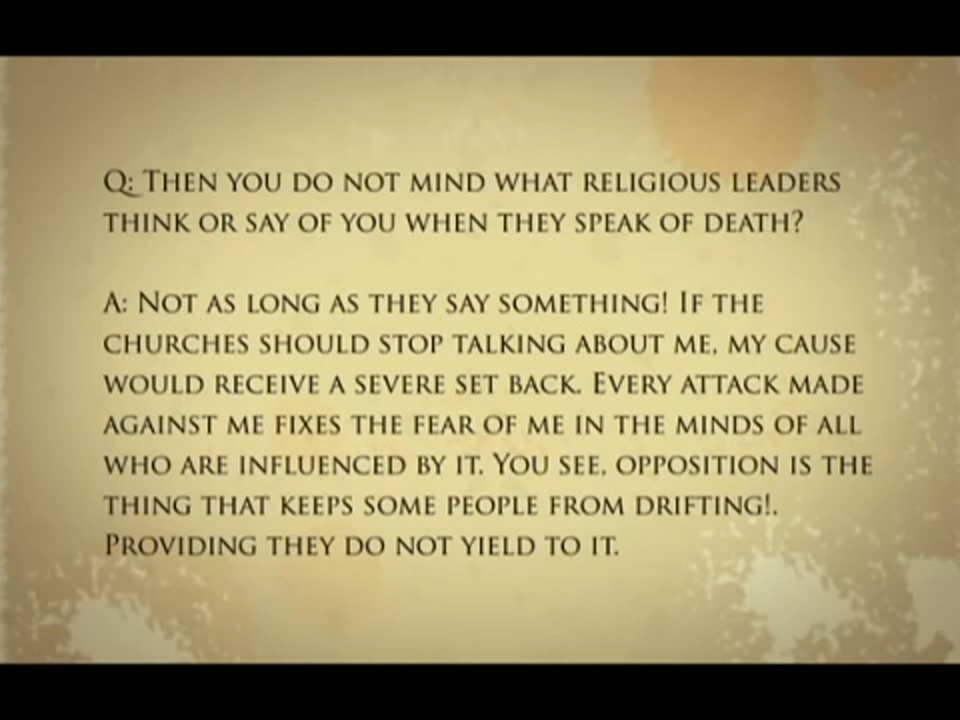 Q: THEN YOU DO NOT MIND WHAT RELIGIOUS LEADERS
THINK OR SAY OF YOU WHEN THEY SPEAK OF DEATH?
A: NOT AS LONG AS THEY SAY SOMETHING! IF THE
CHURCHES SHOULD STOP TALKING ABOUT ME, MY CAUSE
WOULD RECEIVE A SEVERE SET BACK. EVERY ATTACK MADE
AGAINST ME FIXES THE FEAR OF ME IN THE MINDS OF ALL
WHO ARE INFLUENCED BY IT. YOU SEE, OPPOSITION IS THE
THING THAT KEEPS SOME PEOPLE FROM DRIFTING!.
PROVIDING THEY DO NOT YIELD TO IT.